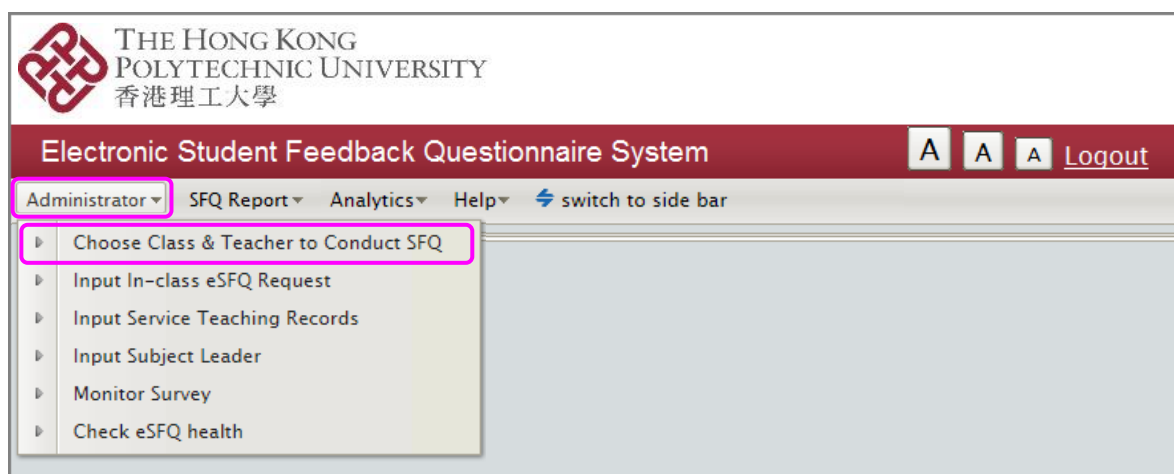 THE HONG KONG
POLYTECHNIC UNIVERSITY
香港理工大學
Electronic Student Feedback Questionnaire System A A A Logout
Administrator SFQ Report Analytics Help switch to side bar
Choose Class & Teacher to Conduct SFQ
Input In-class eSFQ Request
Input Service Teaching Records
Input Subject Leader
Monitor Survey
Check eSFQ health